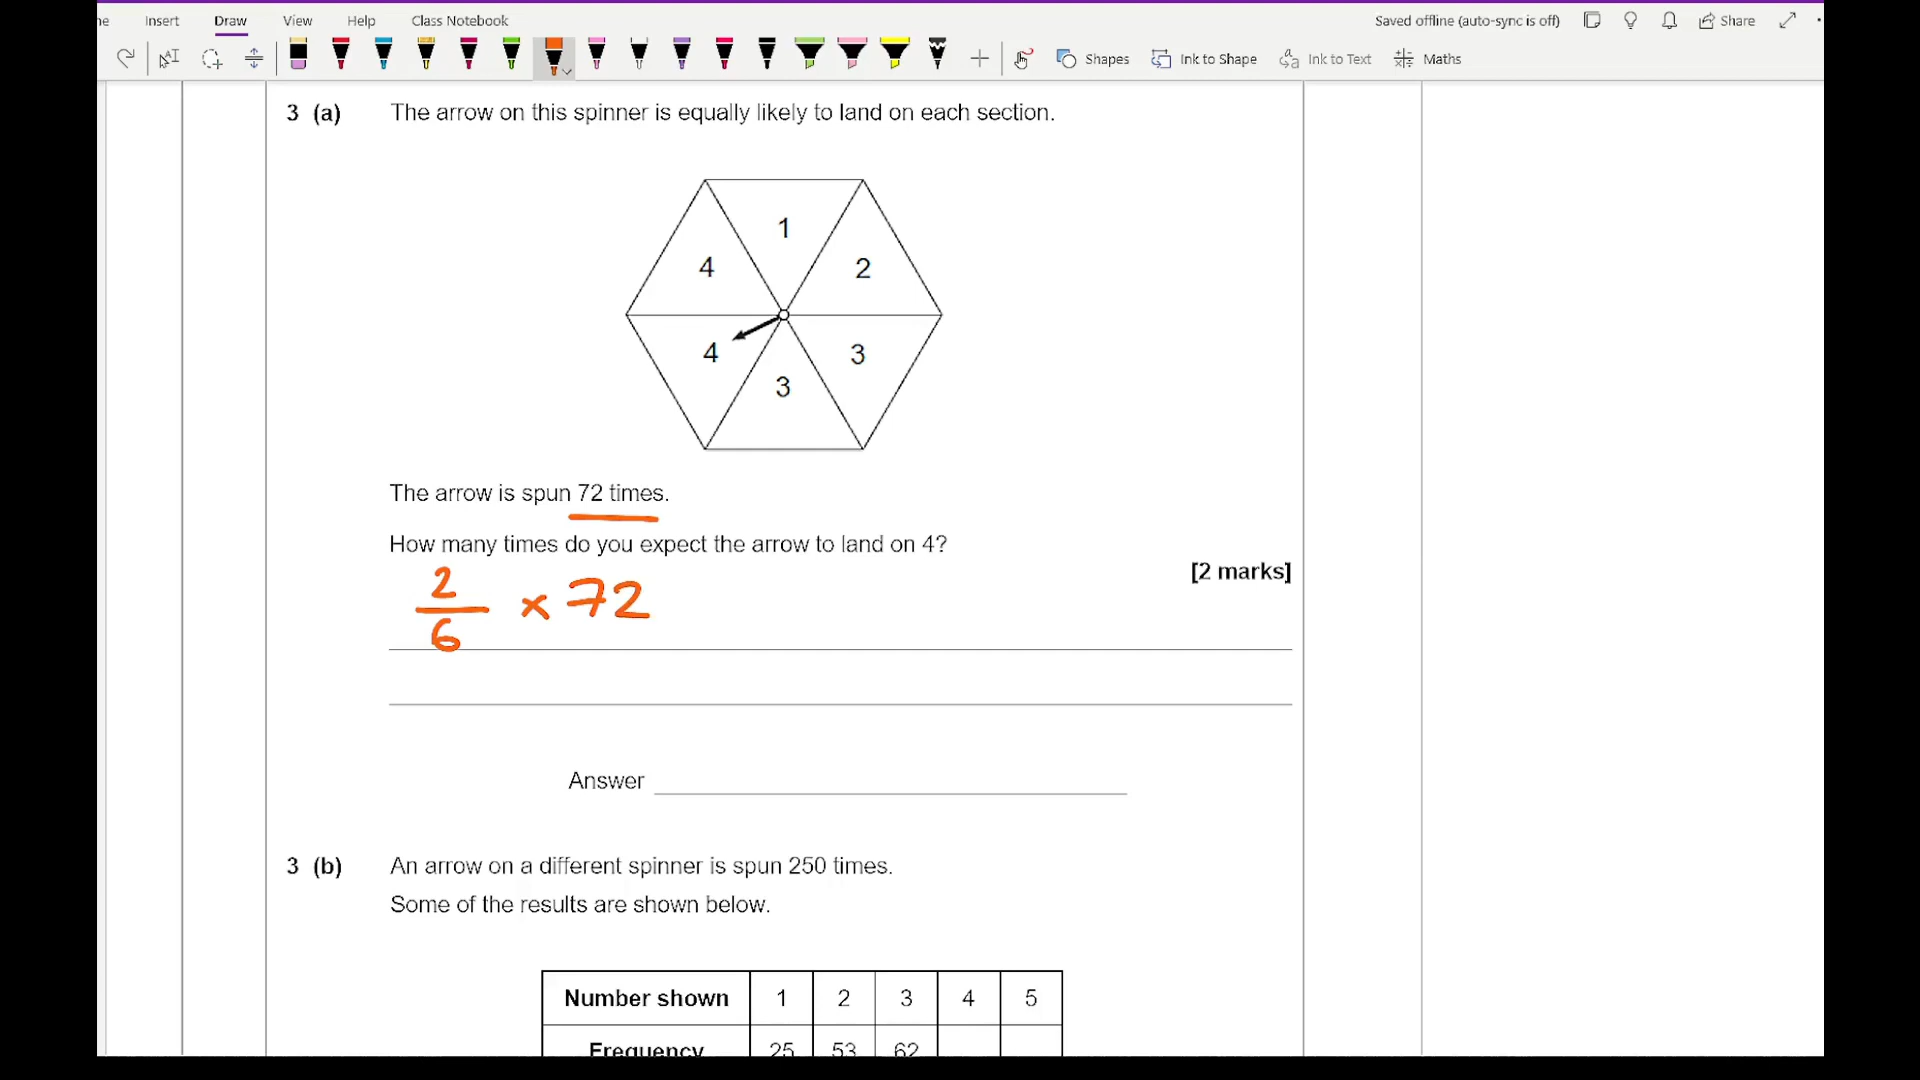 ne Insert Draw View Help Class Notebook Saved offline (auto-sync is off) Share
Shapes Ink to Shape Ink to Text Maths
3 (a) The arrow on this spinner is equally likely to land on each section.
1
4 2
4 3
3
The arrow is spun 72 times.
How many times do you expect the arrow to land on 4?
[2 marks]
2/6 × 72
Answer
3 (b) An arrow on a different spinner is spun 250 times.
Some of the results are shown below.
Number shown 1 2 3 4 5
Frequency 25 53 62